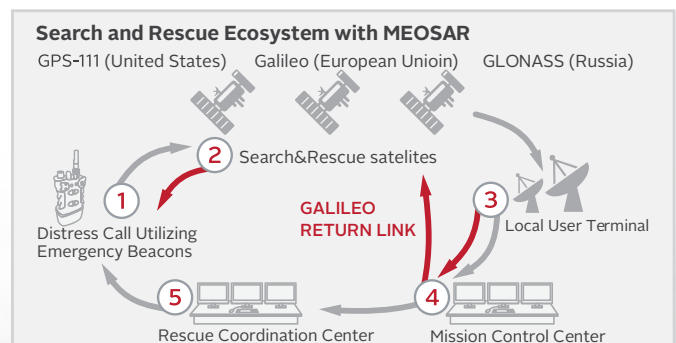 Search and Rescue Ecosystem with MEOSAR
GPS-111 (United States)
Galileo (European Unioin)
GLONASS (Russia)
2
Search&Rescue satelites
1
3
GALILEO
RETURN LINK
Local User Terminal
Distress Call Utilizing
Emergency Beacons
5
4
Rescue Coordination Center
Mission Control Center